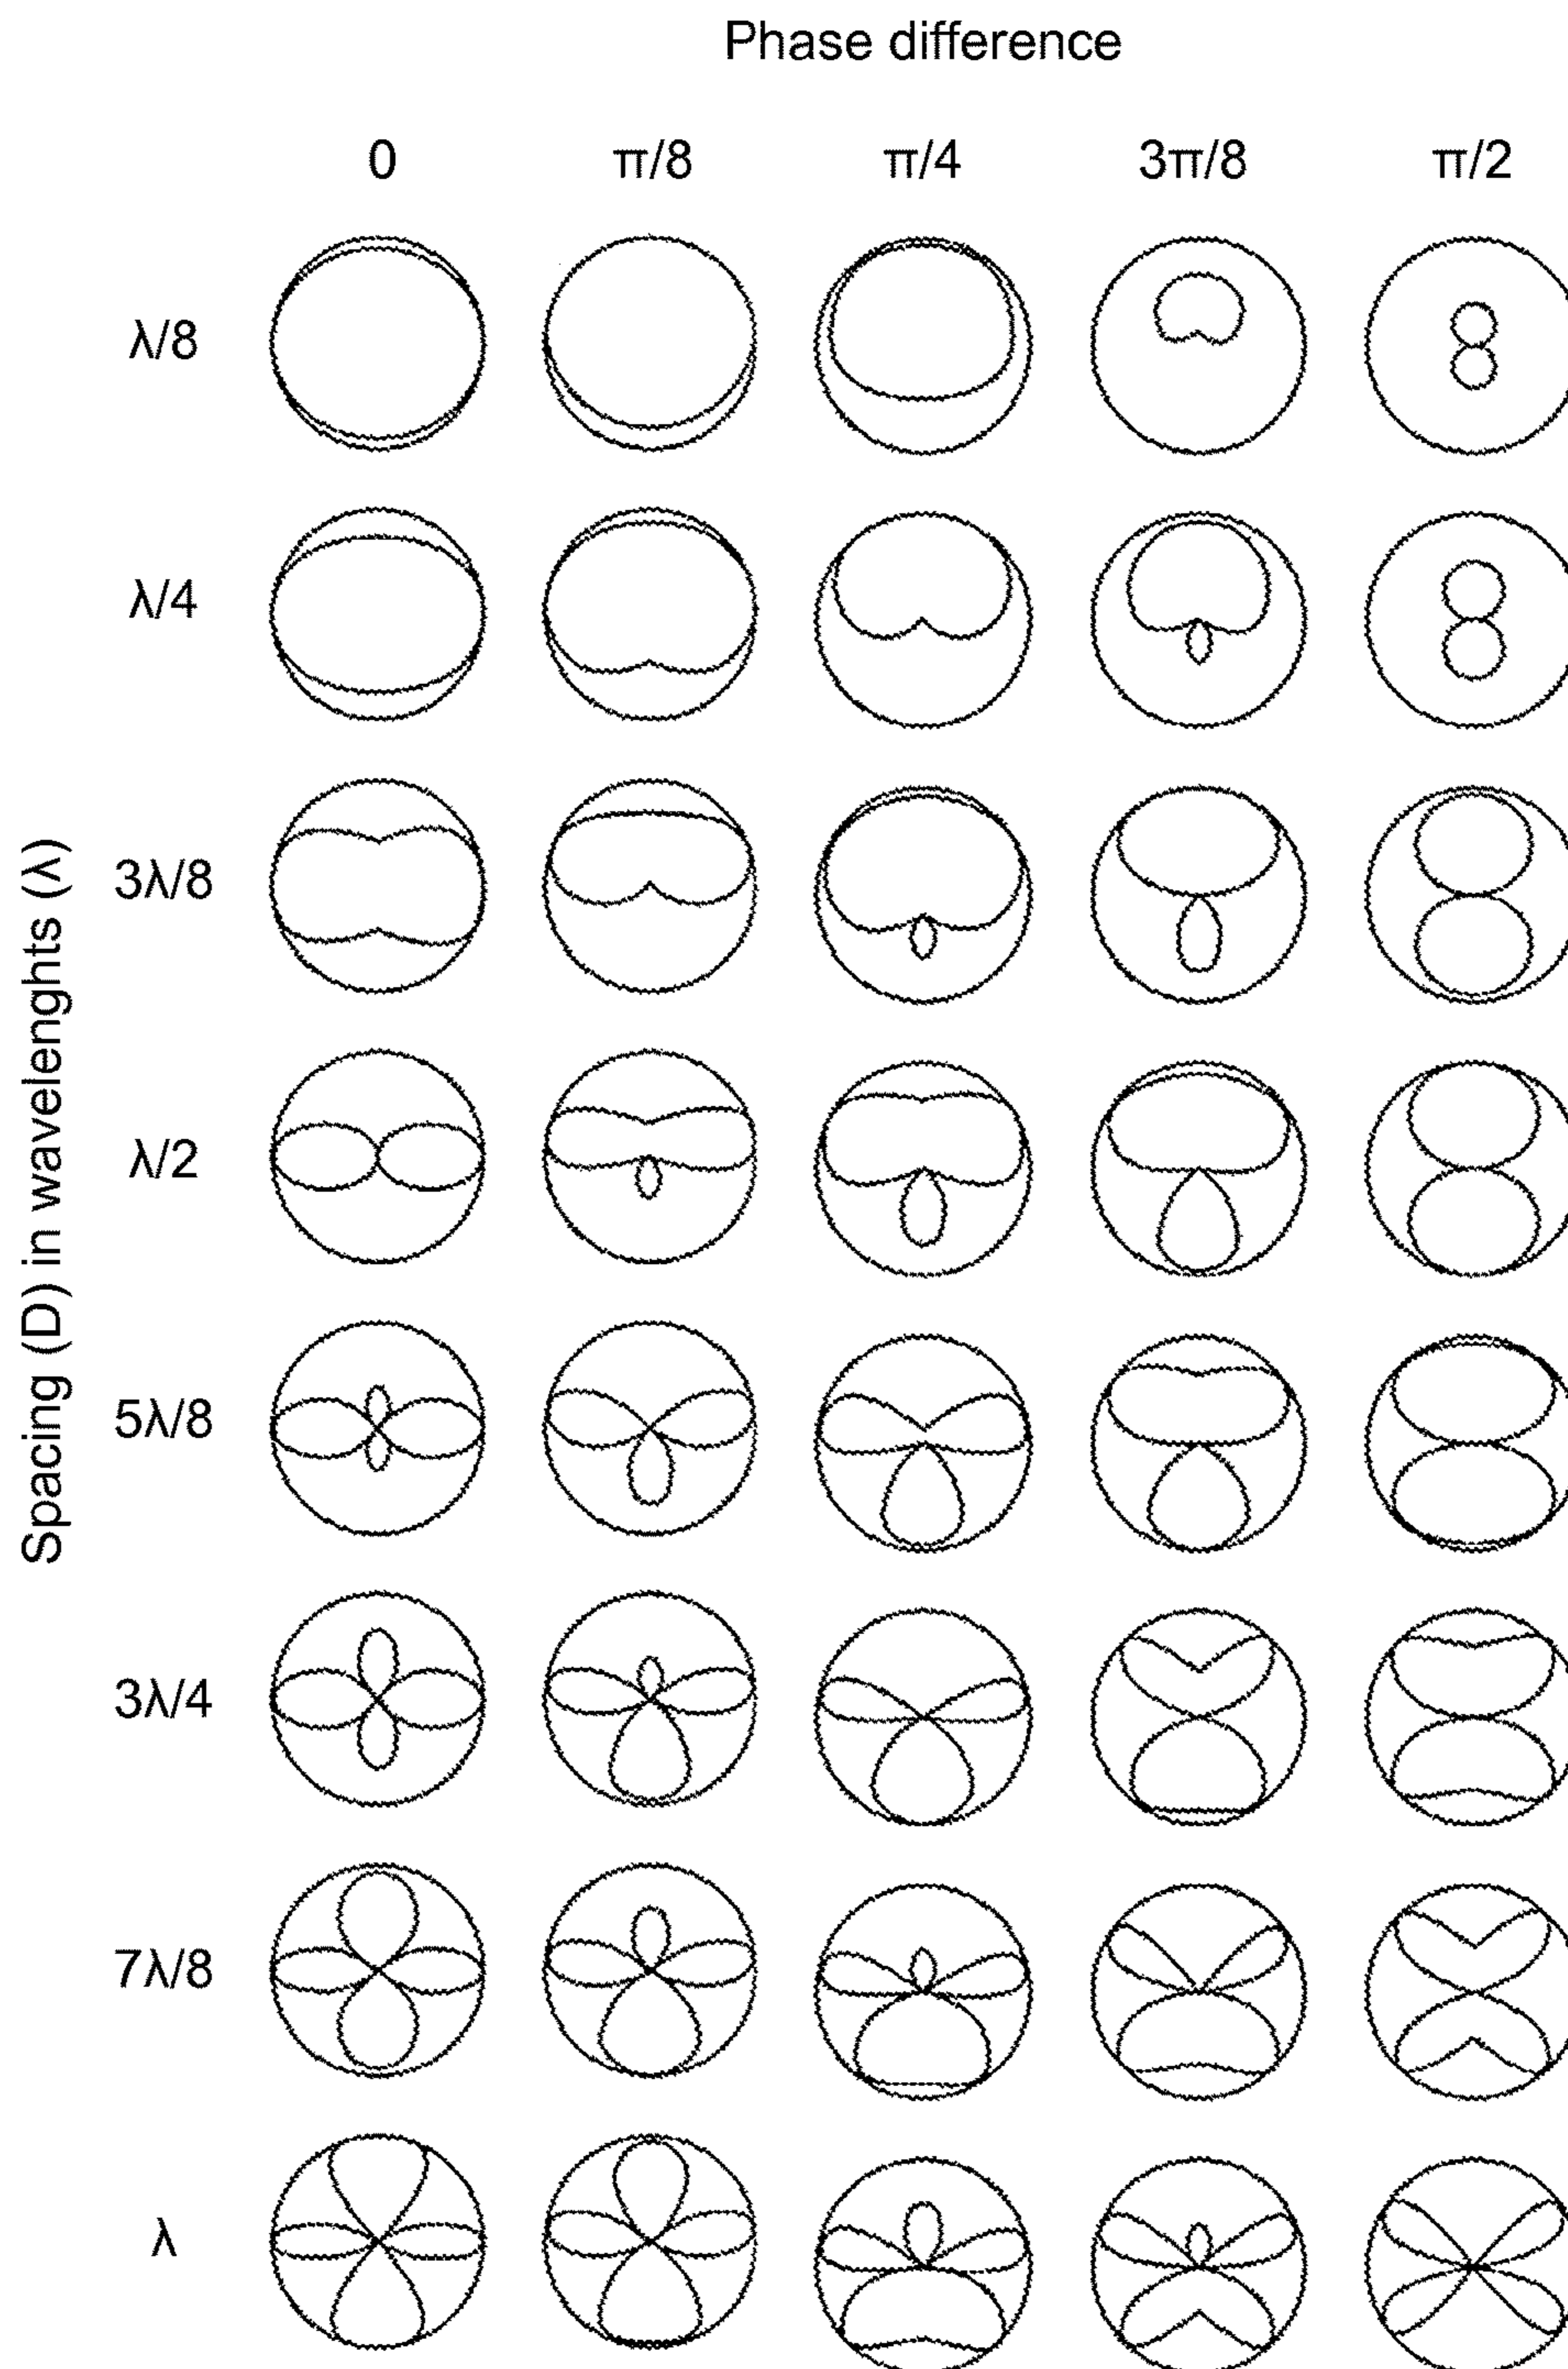 Phase difference
0 π/8 π/4 3π/8 π/2
Spacing (D) in wavelenghts (λ)
λ/8
λ/4
3λ/8
λ/2
5λ/8
3λ/4
7λ/8
λ